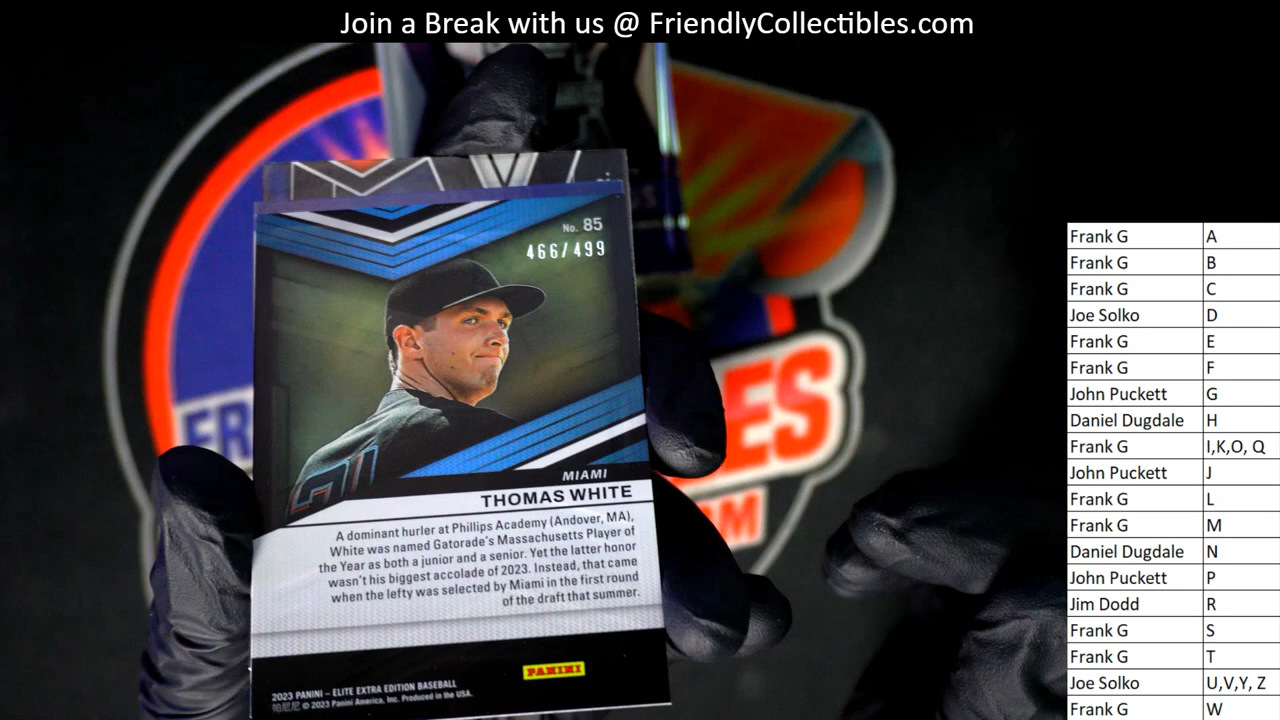 Join a Break with us @ FriendlyCollectibles.com
No. 85
466/499
MIAMI
THOMAS WHITE
A dominant hurler at Phillips Academy (Andover, MA),
White was named Gatorade's Massachusetts Player of
the Year as both a junior and a senior. Yet the latter honor
wasn't his biggest accolade of 2023. Instead, that came
when the lefty was selected by Miami in the first round
of the draft that summer.
PANINI
2023 PANINI – ELITE EXTRA EDITION BASEBALL
帕尼尼 © 2023 Panini America, Inc. Produced in the USA.
FR
ES
Frank G A
Frank G B
Frank G C
Joe Solko D
Frank G E
Frank G F
John Puckett G
Daniel Dugdale H
Frank G I,K,O, Q
John Puckett J
Frank G L
Frank G M
Daniel Dugdale N
John Puckett P
Jim Dodd R
Frank G S
Frank G T
Joe Solko U,V,Y, Z
Frank G W